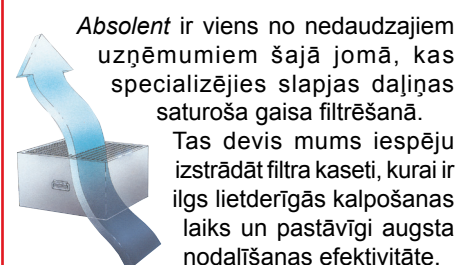 Absolent ir viens no nedaudzajiem
uzņēmumiem šajā jomā, kas
specializējies slapjas daļiņas
saturoša gaisa filtrēšanā.
Tas devis mums iespēju
izstrādāt filtra kaseti, kurai ir
ilgs lietderīgās kalpošanas
laiks un pastāvīgi augsta
nodalīšanas efektivitāte.